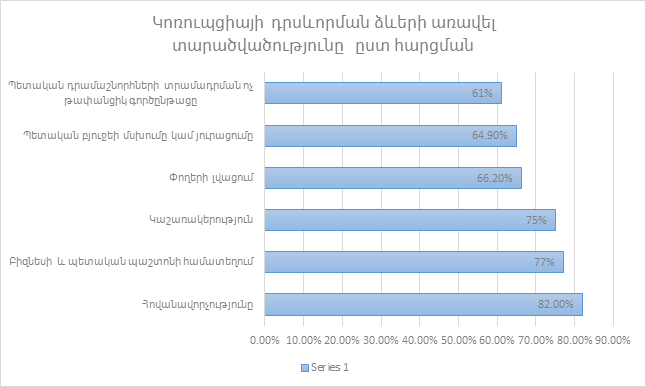 Կոռուպցիայի դրսևորման ձևերի առավել
տարածվածությունը ըստ հարցման
Պետական դրամաշնորհների տրամադրման ոչ
թափանցիկ գործընթացը
61%
Պետական բյուջեի մսխումը կամ յուրացումը
64.90%
Փողերի լվացում
66.20%
Կաշառակերություն
75%
Բիզնեսի և պետական պաշտոնի համատեղում
77%
Հովանավորչությունը
82.00%
0.00% 10.00% 20.00% 30.00% 40.00% 50.00% 60.00% 70.00% 80.00% 90.00%
Series 1